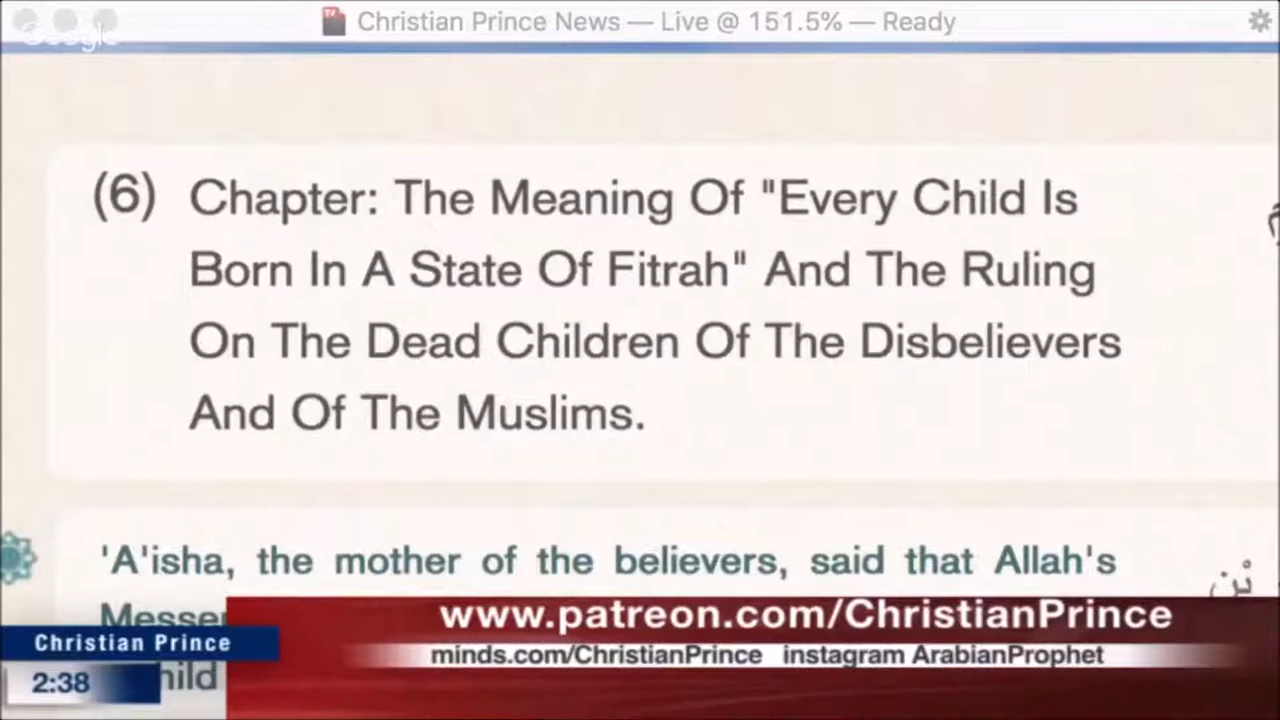 Christian Prince News — Live @ 151.5% — Ready
Google
(6) Chapter: The Meaning Of "Every Child Is
Born In A State Of Fitrah" And The Ruling
On The Dead Children Of The Disbelievers
And Of The Muslims.
'A'isha, the mother of the believers, said that Allah's
www.patreon.com/ChristianPrince
Christian Prince
minds.com/ChristianPrince instagram ArabianProphet
2:38